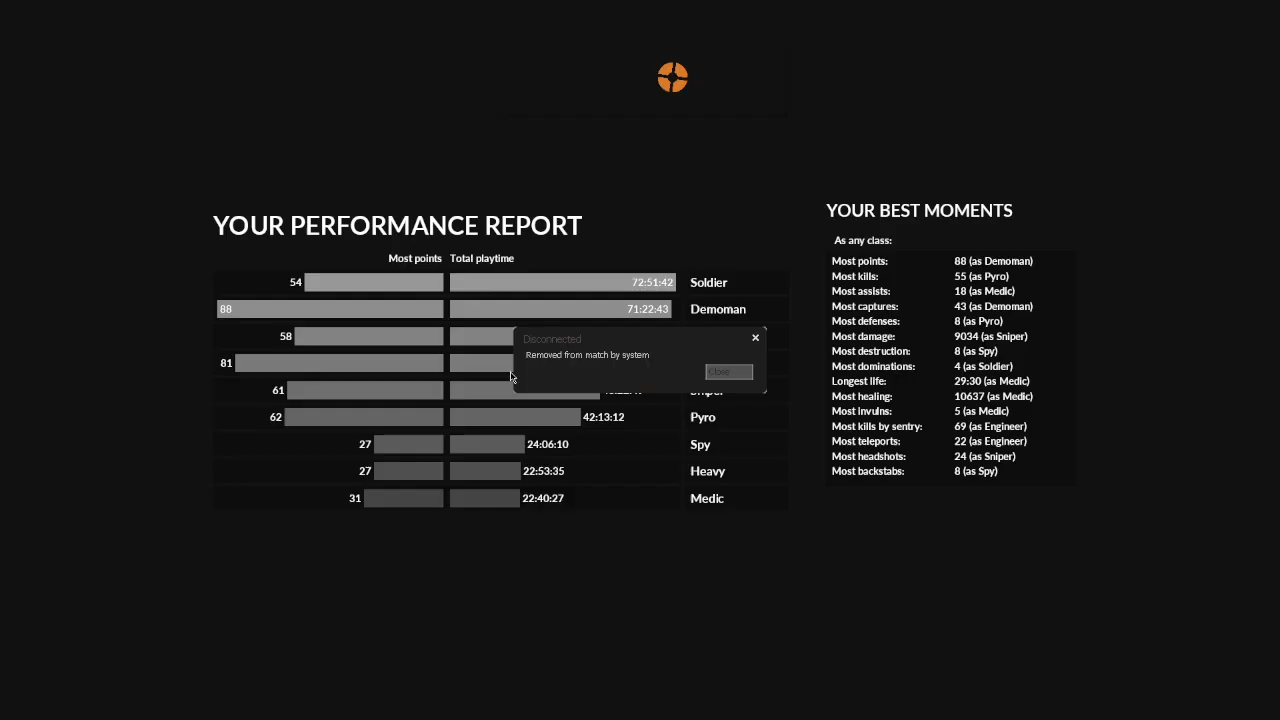 YOUR PERFORMANCE REPORT
Most points Total playtime
54 72:51:42 Soldier
88 71:22:43 Demoman
58
81
61
62 42:13:12 Pyro
27 24:06:10 Spy
27 22:53:35 Heavy
31 22:40:27 Medic
Disconnected
Removed from match by system
Close
YOUR BEST MOMENTS
As any class:
Most points: 88 (as Demoman)
Most kills: 55 (as Pyro)
Most assists: 18 (as Medic)
Most captures: 43 (as Demoman)
Most defenses: 8 (as Pyro)
Most damage: 9034 (as Sniper)
Most destruction: 8 (as Spy)
Most dominations: 4 (as Soldier)
Longest life: 29:30 (as Medic)
Most healing: 10637 (as Medic)
Most invulns: 5 (as Medic)
Most kills by sentry: 69 (as Engineer)
Most teleports: 22 (as Engineer)
Most headshots: 24 (as Sniper)
Most backstabs: 8 (as Spy)